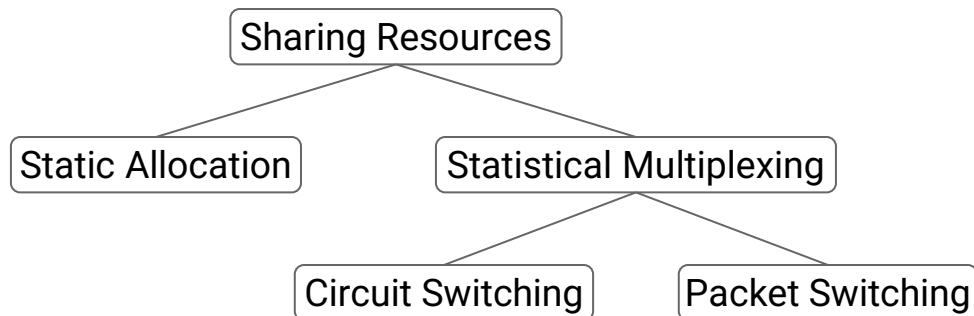 Sharing Resources
Static Allocation
Statistical Multiplexing
Circuit Switching
Packet Switching